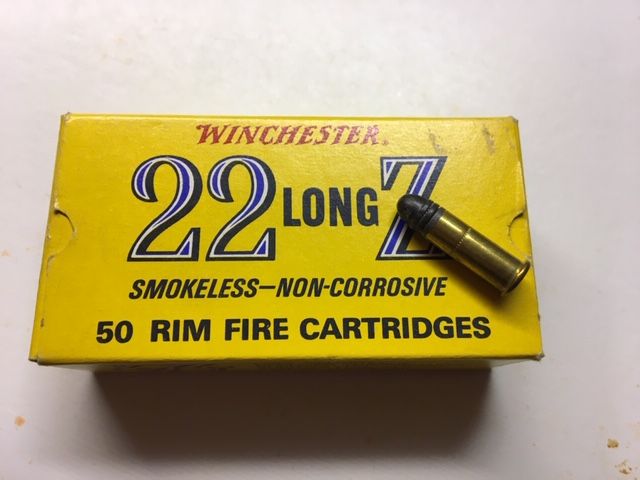 WINCHESTER.
22 LONG Z
SMOKELESS—NON-CORROSIVE
50 RIM FIRE CARTRIDGES